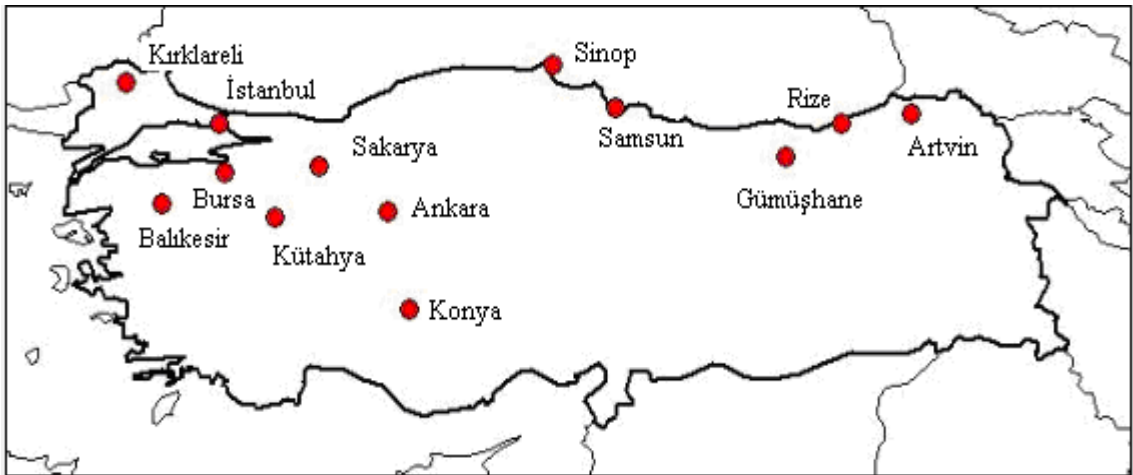 Kırklareli
Sinop
İstanbul
Rize
Samsun
Artvin
Sakarya
Gümüşhane
Bursa
Ankara
Balıkesir
Kütahya
Konya